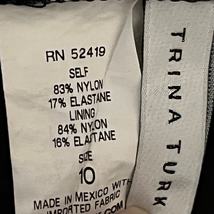 RN 52419
SELF
83% NYLON
17% ELASTANE
LINING
84% NYLON
16% ELASTANE
SIZE
10
MADE IN MEXICO WITH
IMPORTED FABRIC
.COM
TRINA TURK